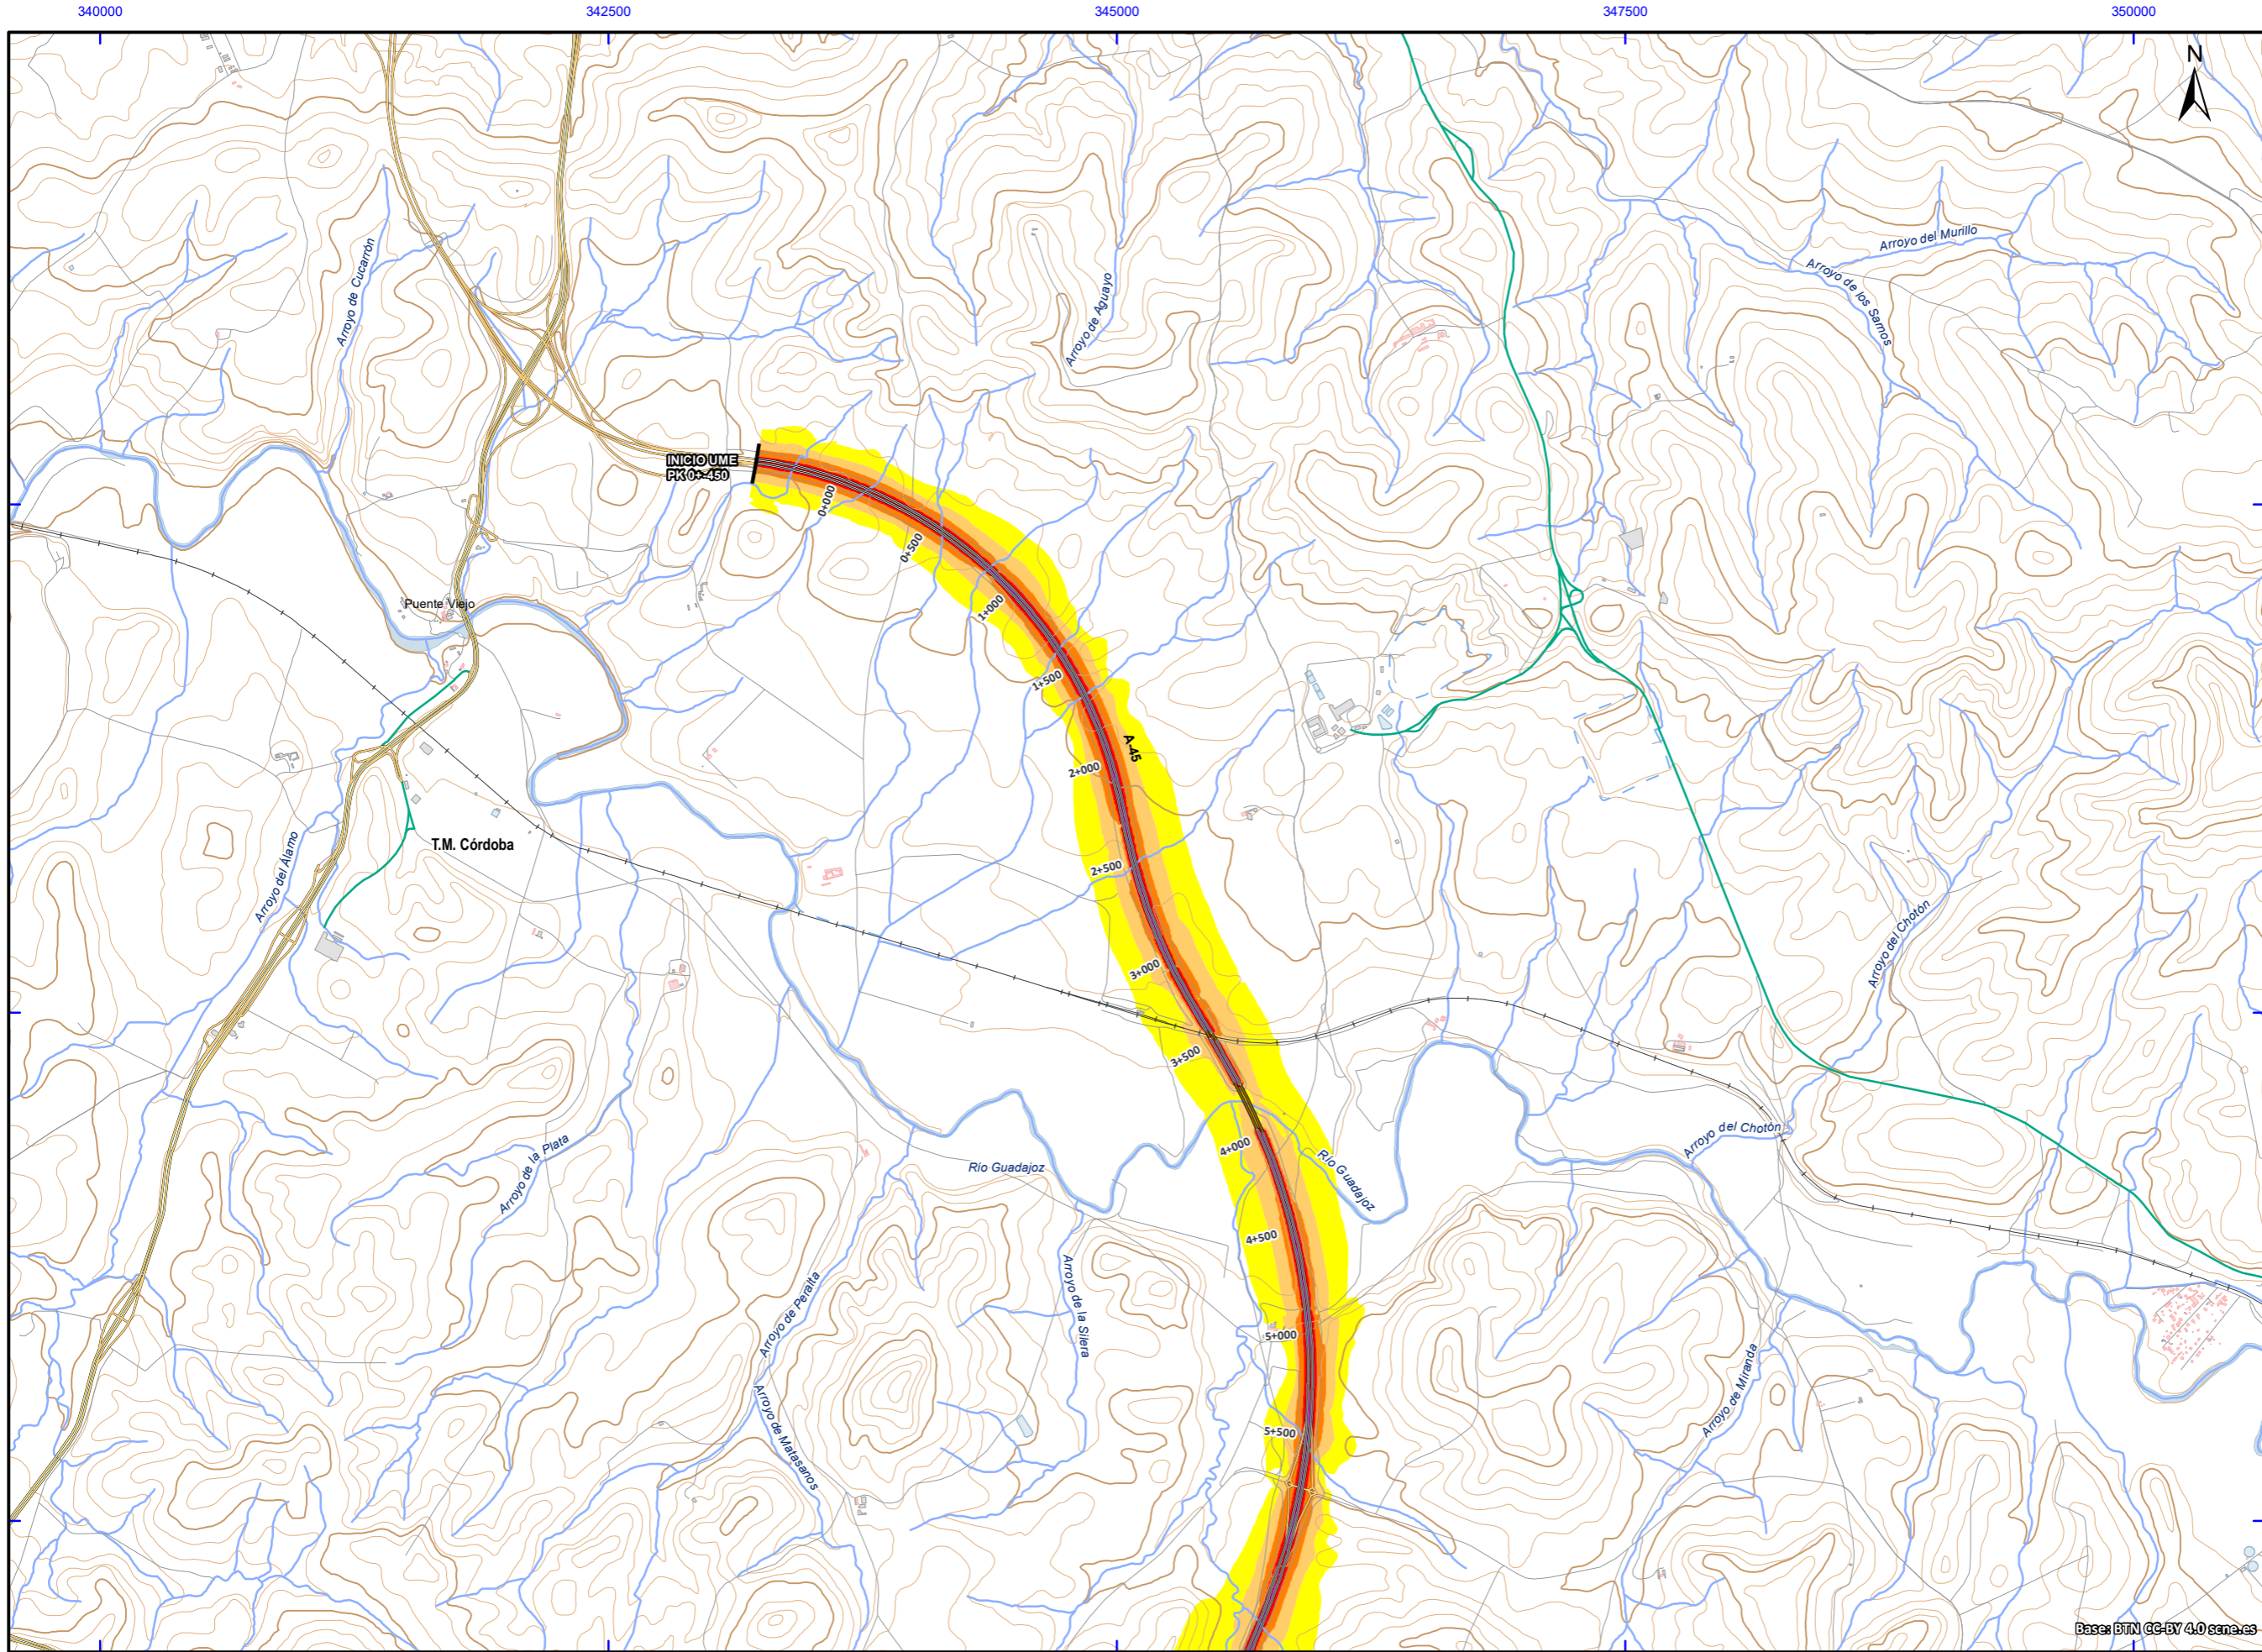 340000
342500
345000
347500
350000
N
Arroyo de Cucarrón
Arroyo de Aguayo
Arroyo del Murillo
Arroyo de los Sarnos
INICIO UME
PK 0+-450
0+000
0+500
1+000
1+500
Puente Viejo
A-45
2+000
T.M. Córdoba
Arroyo del Álamo
2+500
Arroyo del Chotón
3+000
3+500
4+000
Arroyo de la Plata
Río Guadajoz
Río Guadajoz
Arroyo del Chotón
4+500
Arroyo de Peralta
Arroyo de la Silera
5+000
Arroyo de Miranda
Arroyo de Matasanos
5+500
Base: BTN CC-BY 4.0 scne.es